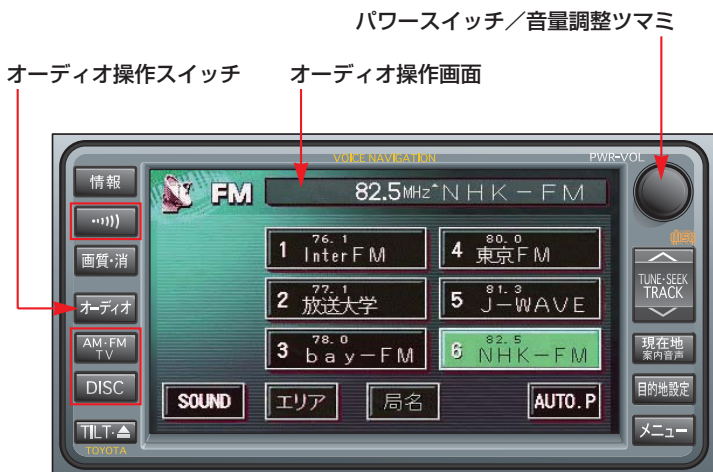 パワースイッチ／音量調整ツマミ
オーディオ操作スイッチ
オーディオ操作画面
VOICE NAVIGATION
PWR-VOL
情報
•))))
画質・消
オーディオ
AM・FM
TV
DISC
TILT・▲
TOYOTA
FM
82.5MHz NHK－FM
1 76.1
InterFM
2 77.1
放送大学
3 78.0
bay－FM
4 80.0
東京FM
5 81.3
J－WAVE
6 82.5
NHK－FM
SOUND
エリア
局名
AUTO.P
TUNE・SEEK
TRACK
現在地
案内音声
目的地設定
メニュー